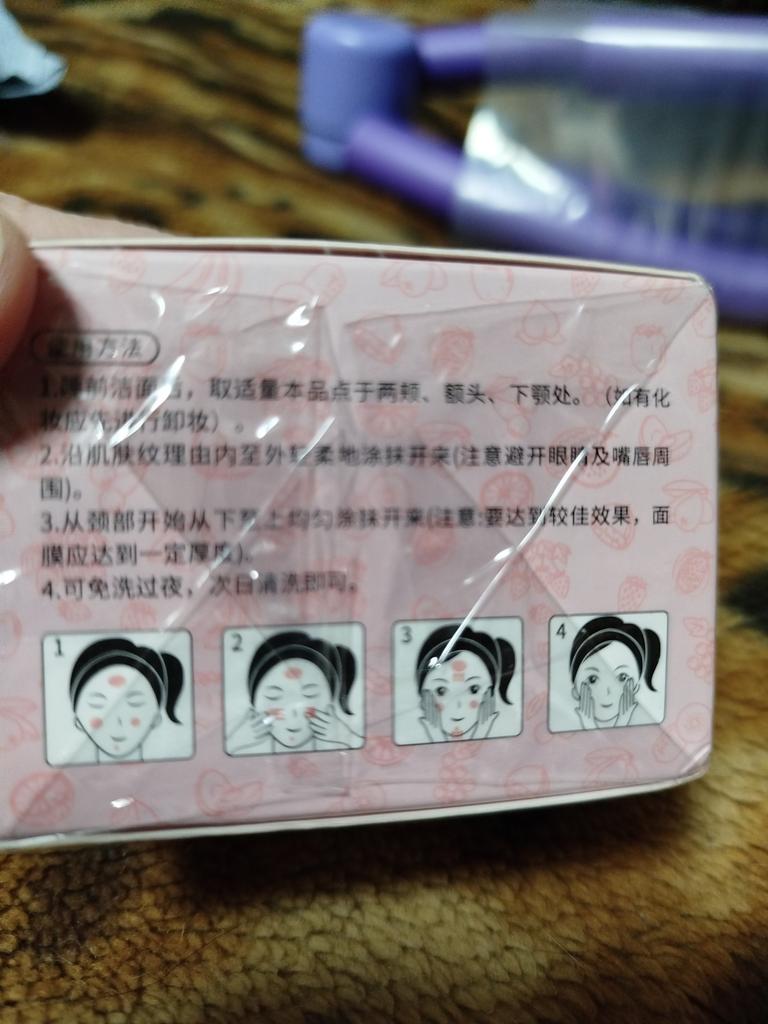 使用方法
1.睡前洁面后，取适量本品点于两颊、额头、下颚处。（如有化
妆应先进行卸妆）。
2.沿肌肤纹理由内至外轻柔地涂抹开来(注意避开眼睛及嘴唇周
围)。
3.从颈部开始从下至上均匀涂抹开来(注意:要达到较佳效果，面
膜应达到一定厚度).
4.可免洗过夜，次日清洗即可。
1 2 3 4